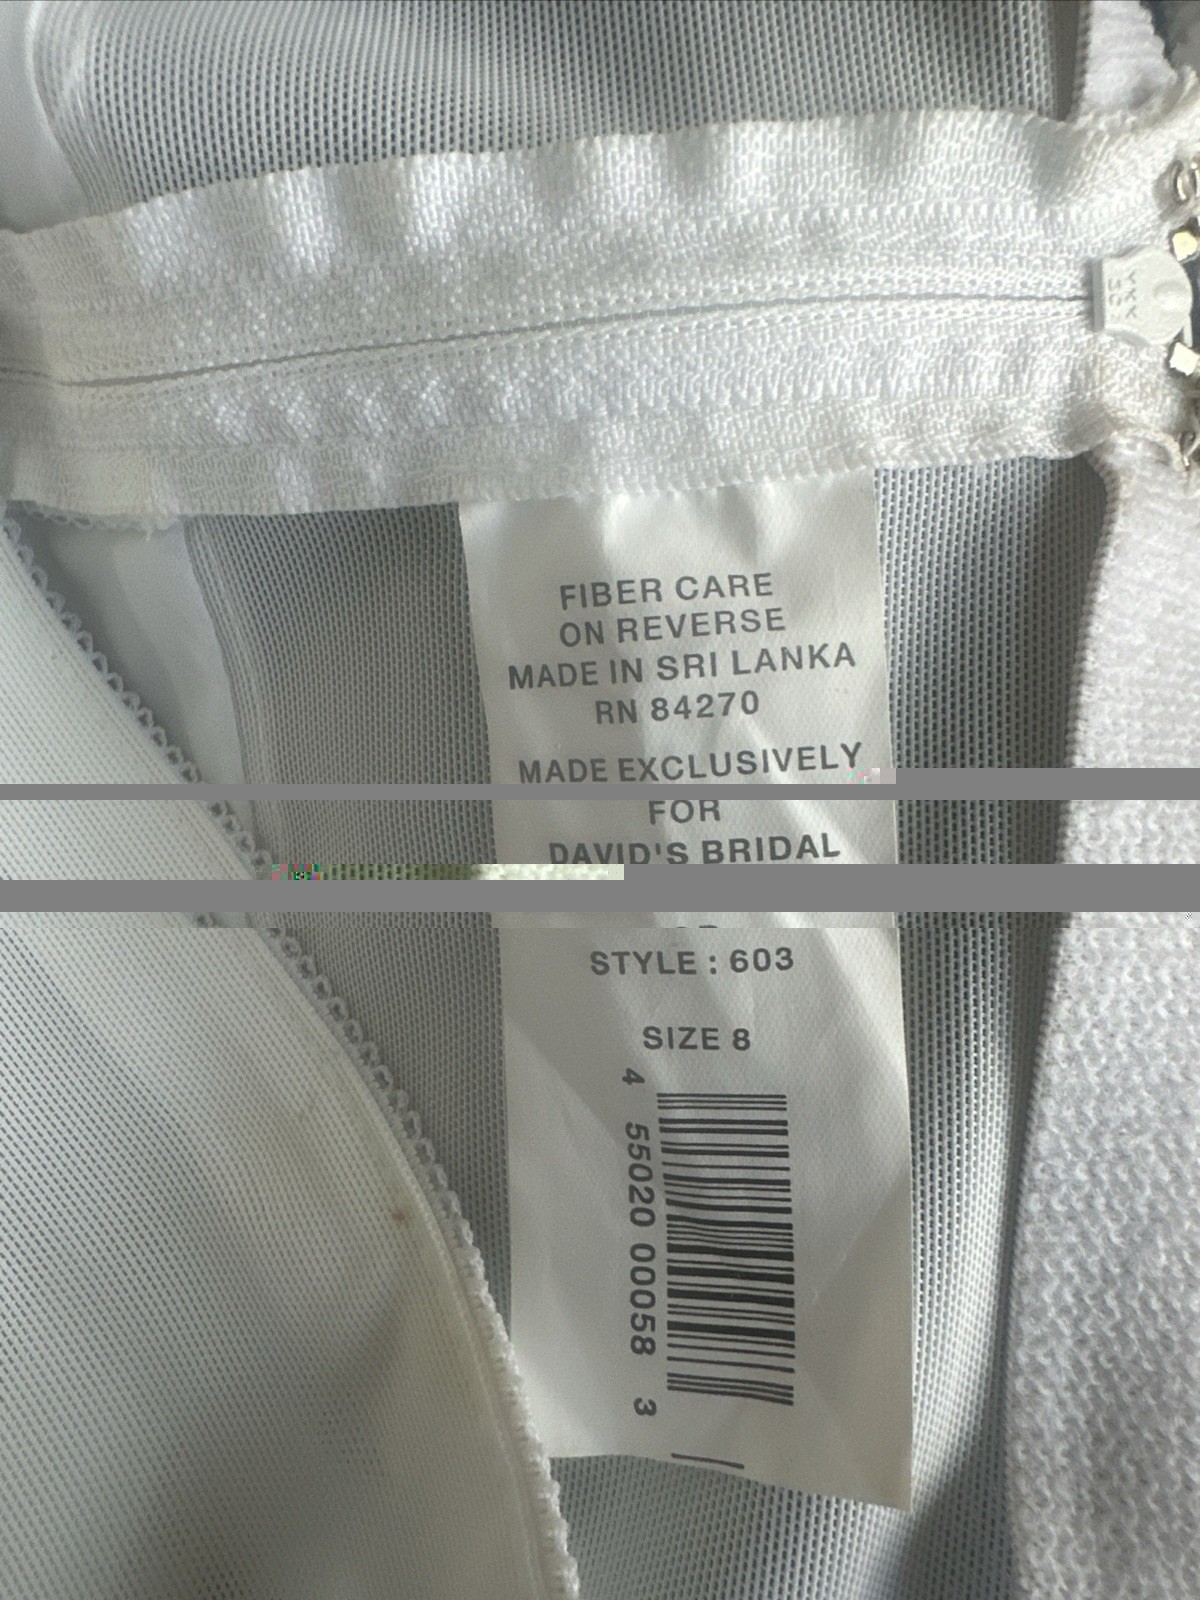 FIBER CARE
ON REVERSE
MADE IN SRI LANKA
RN 84270
MADE EXCLUSIVELY
FOR
DAVID'S BRIDAL
STYLE : 603
SIZE 8
4 55020 00058 3
YKK